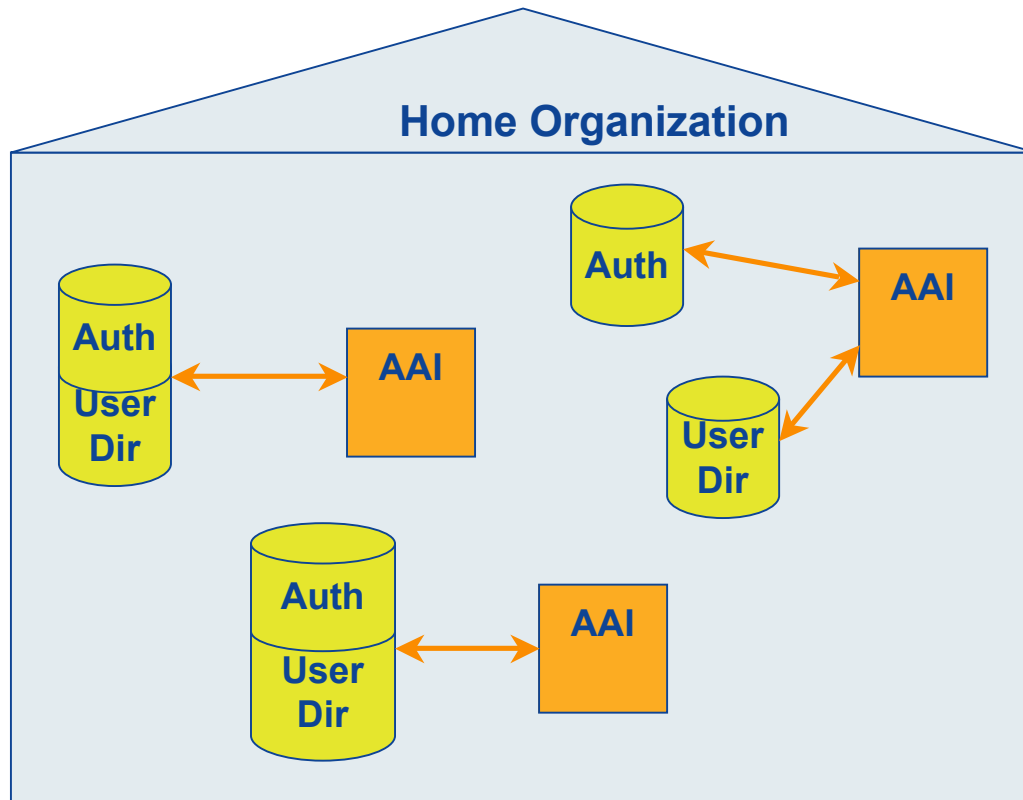 Home Organization
Auth
User
Dir
AAI
Auth
AAI
User
Dir
Auth
User
Dir
AAI